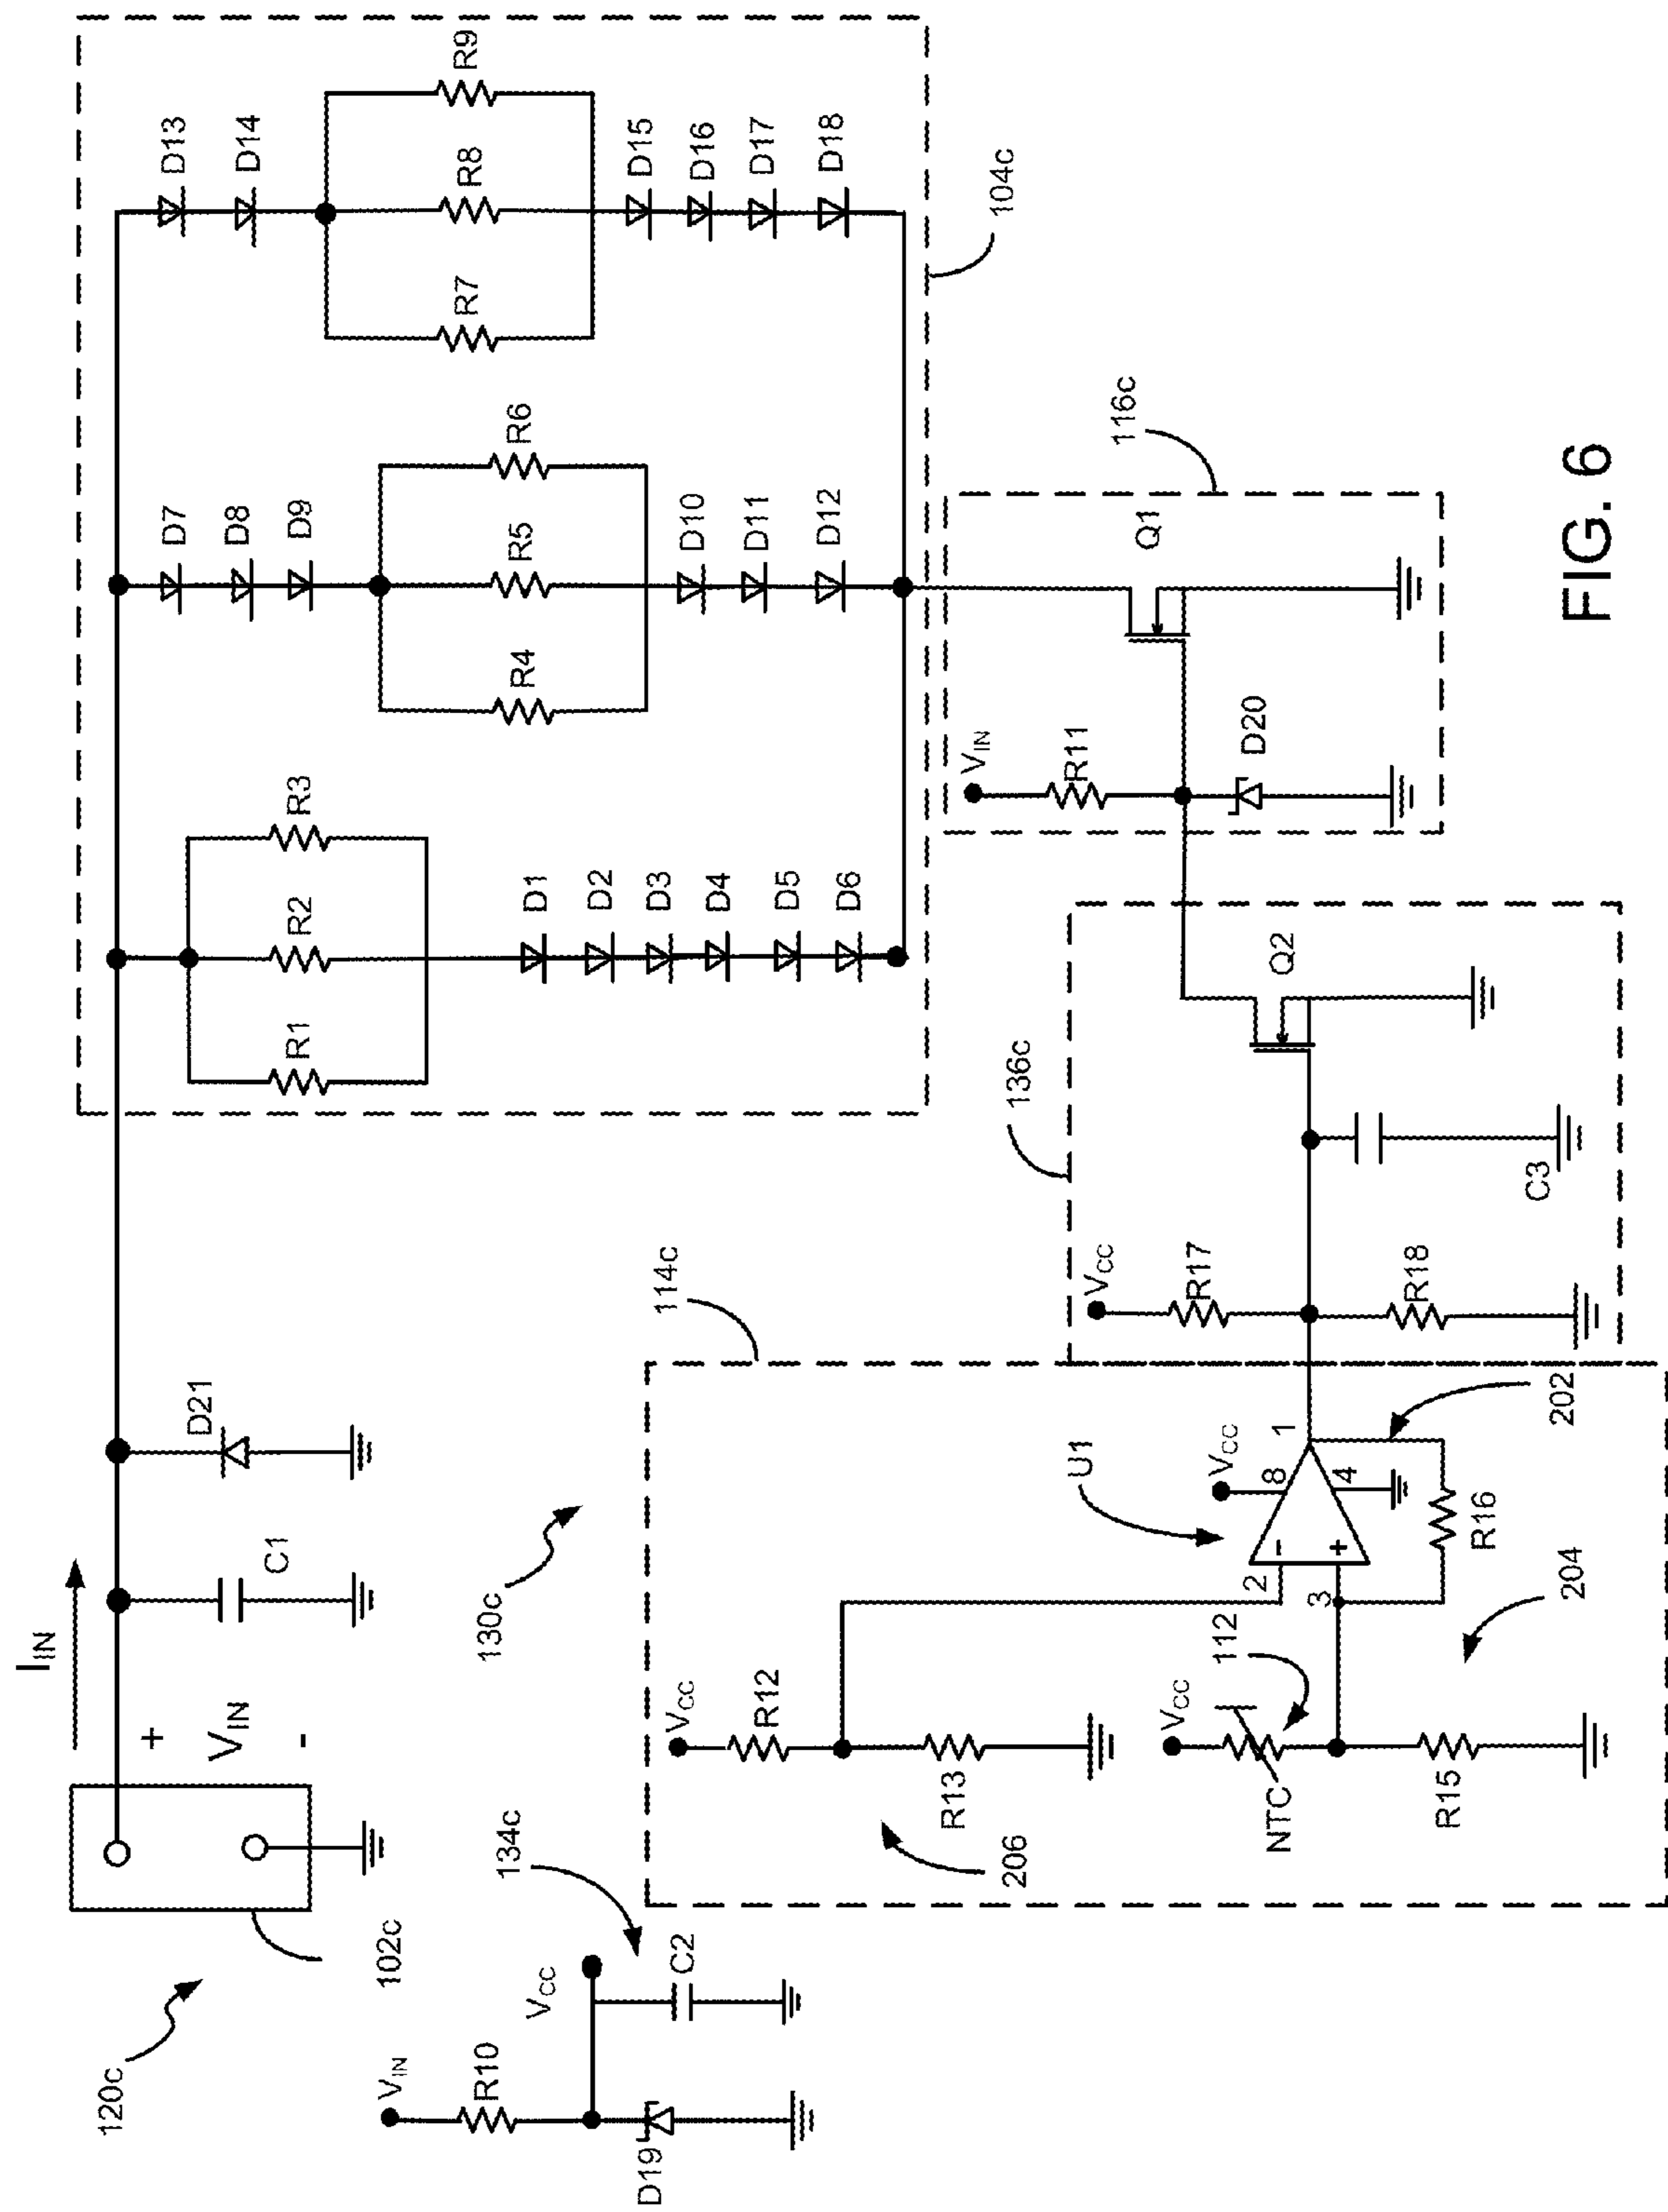 120c
102c
I_IN
+
V_IN
-
C1
D21
R1
R2
R3
D1
D2
D3
D4
D5
D6
D7
D8
D9
R4
R5
R6
D10
D11
D12
D13
D14
R7
R8
R9
D15
D16
D17
D18
104c
V_IN
R10
D19
V_CC
C2
134c
130c
114c
V_CC
R12
R13
206
V_CC
NTC
112
R15
204
U1
V_CC
2
-
3
+
8
4
1
R16
202
136c
V_CC
R17
R18
C3
Q2
116c
V_IN
R11
D20
Q1
FIG. 6